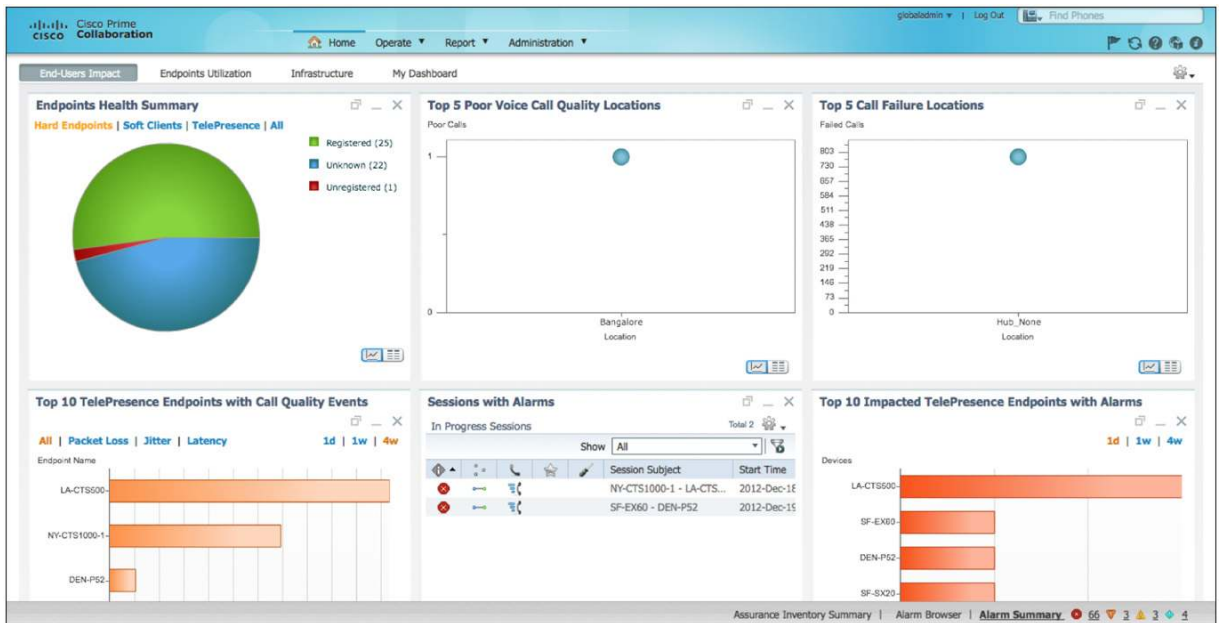 globaladmin | Log Out Find Phones
Cisco Prime
CISCO Collaboration
Home Operate Report Administration
End-Users Impact Endpoints Utilization Infrastructure My Dashboard
Endpoints Health Summary
Hard Endpoints | Soft Clients | TelePresence | All
Registered (25)
Unknown (22)
Unregistered (1)
Top 5 Poor Voice Call Quality Locations
Poor Calls
1
0
Bangalore
Location
Top 5 Call Failure Locations
Failed Calls
803
730
657
584
511
438
365
292
219
146
73
0
Hub_None
Location
Top 10 TelePresence Endpoints with Call Quality Events
All | Packet Loss | Jitter | Latency 1d | 1w | 4w
Endpoint Name
LA-CTS500
NY-CTS1000-1
DEN-P52
Sessions with Alarms
In Progress Sessions Total 2
Show All
Session Subject Start Time
NY-CTS1000-1 - LA-CTS... 2012-Dec-18
SF-EX60 - DEN-P52 2012-Dec-19
Top 10 Impacted TelePresence Endpoints with Alarms
1d | 1w | 4w
Devices
LA-CTS500
SF-EX60
DEN-P52
SF-SX20
Assurance Inventory Summary | Alarm Browser | Alarm Summary 66 3 3 4